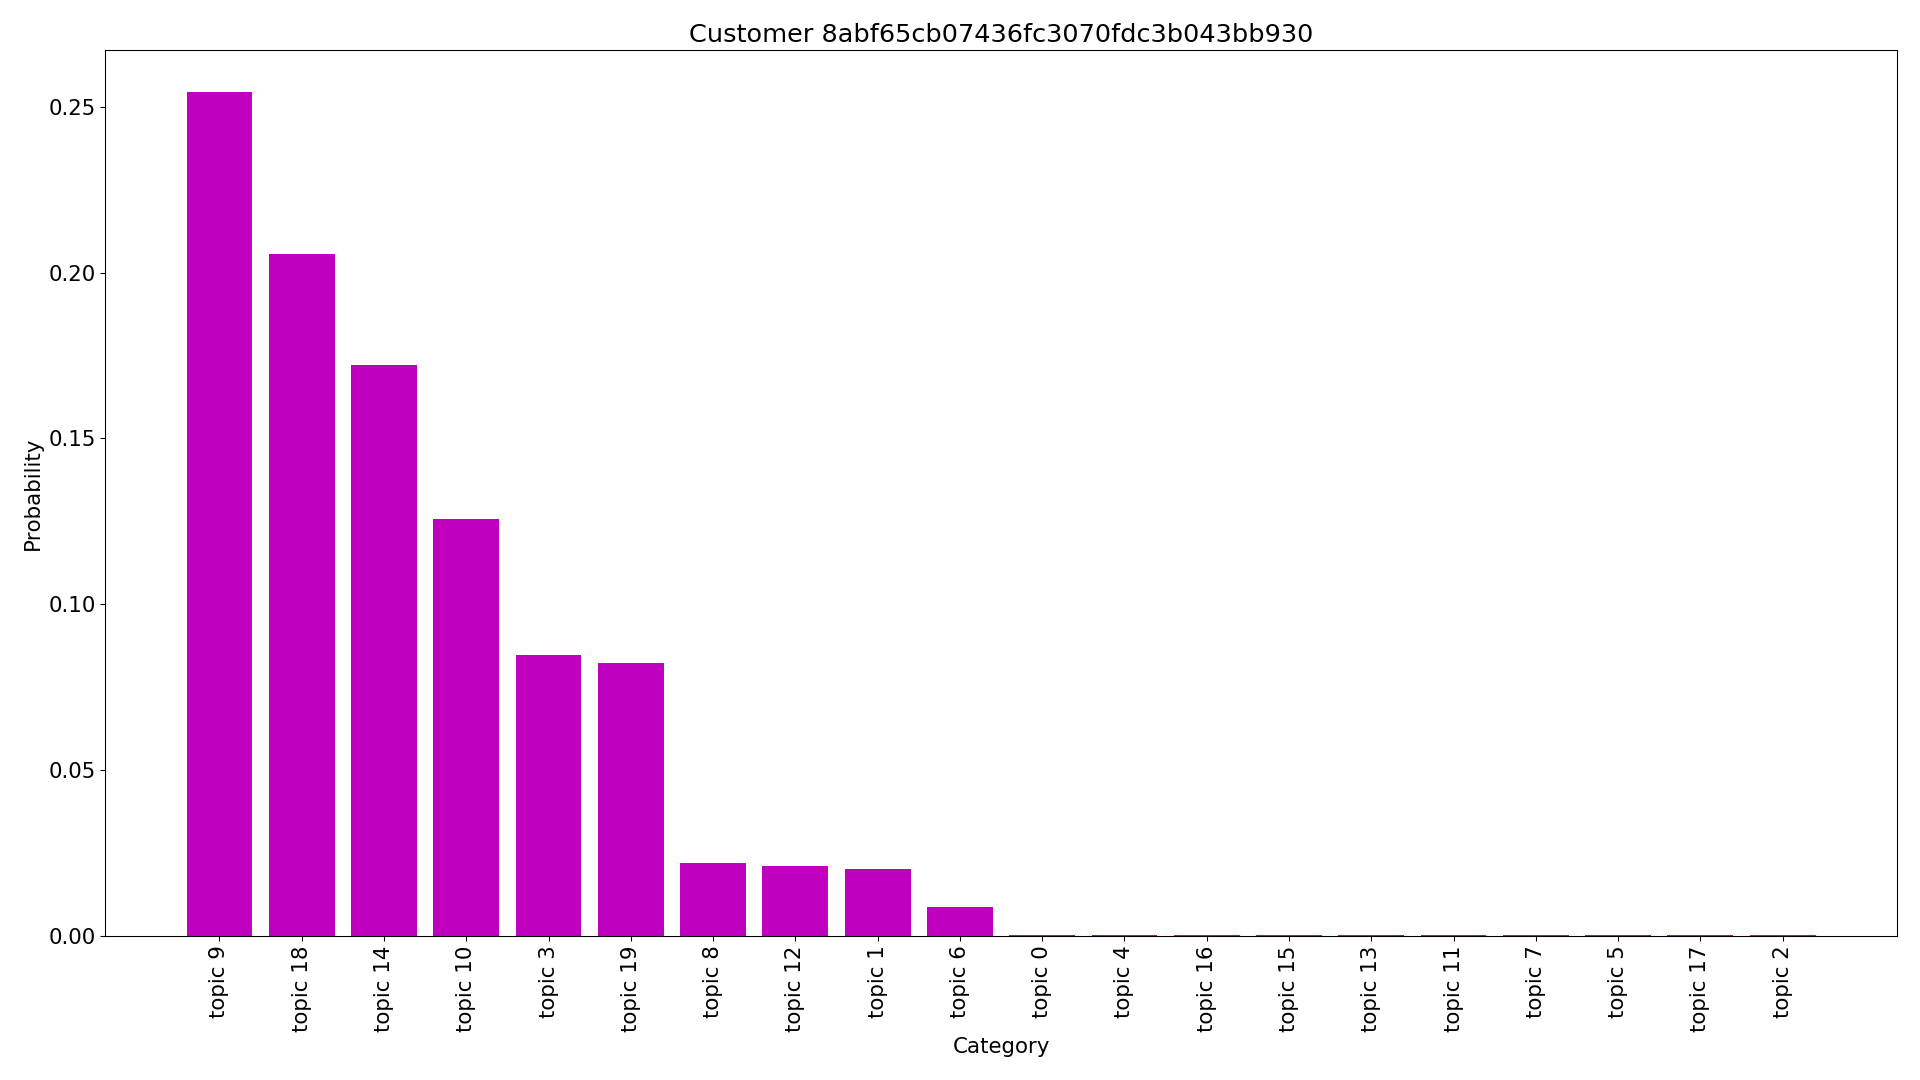 Customer 8abf65cb07436fc3070fdc3b043bb930
Probability
0.25
0.20
0.15
0.10
0.05
0.00
topic 9
topic 18
topic 14
topic 10
topic 3
topic 19
topic 8
topic 12
topic 1
topic 6
topic 0
topic 4
topic 16
topic 15
topic 13
topic 11
topic 7
topic 5
topic 17
topic 2
Category